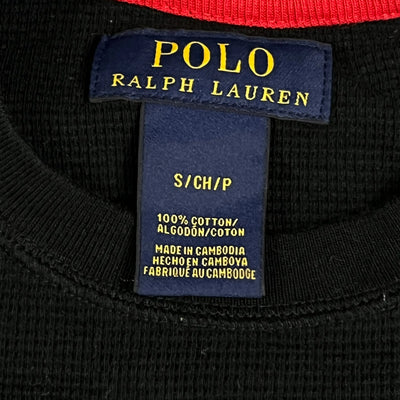 POLO
RALPH LAUREN
S/CH/P
100% COTTON/
ALGODÓN/COTON
MADE IN CAMBODIA
HECHO EN CAMBOYA
FABRIQUÉ AU CAMBODGE